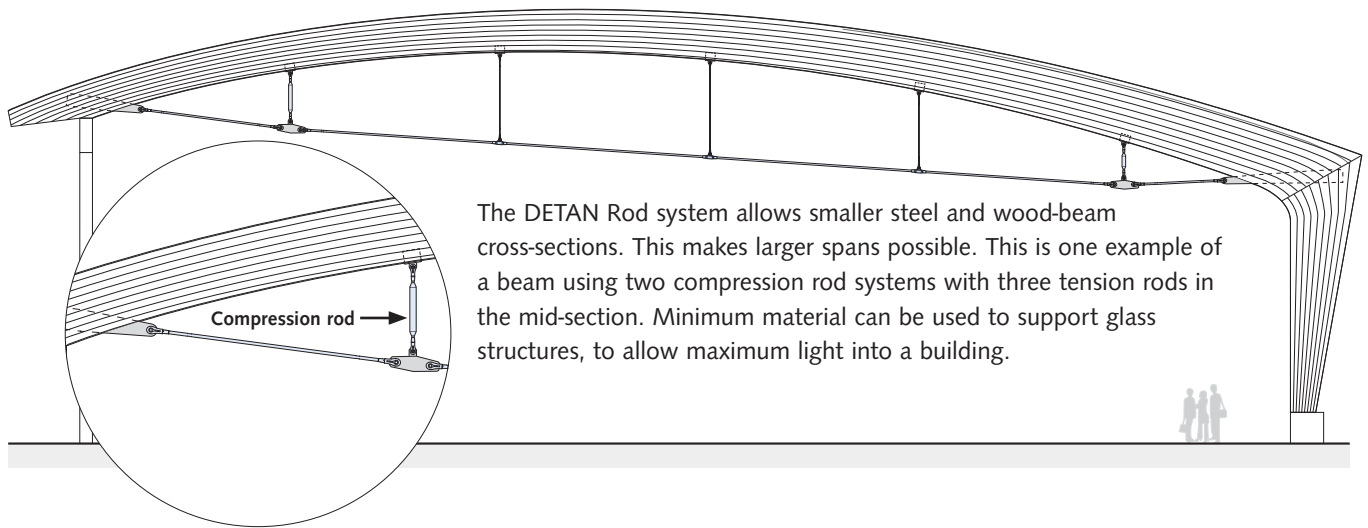 The DETAN Rod system allows smaller steel and wood-beam
cross-sections. This makes larger spans possible. This is one example of
a beam using two compression rod systems with three tension rods in
the mid-section. Minimum material can be used to support glass
structures, to allow maximum light into a building.
Compression rod